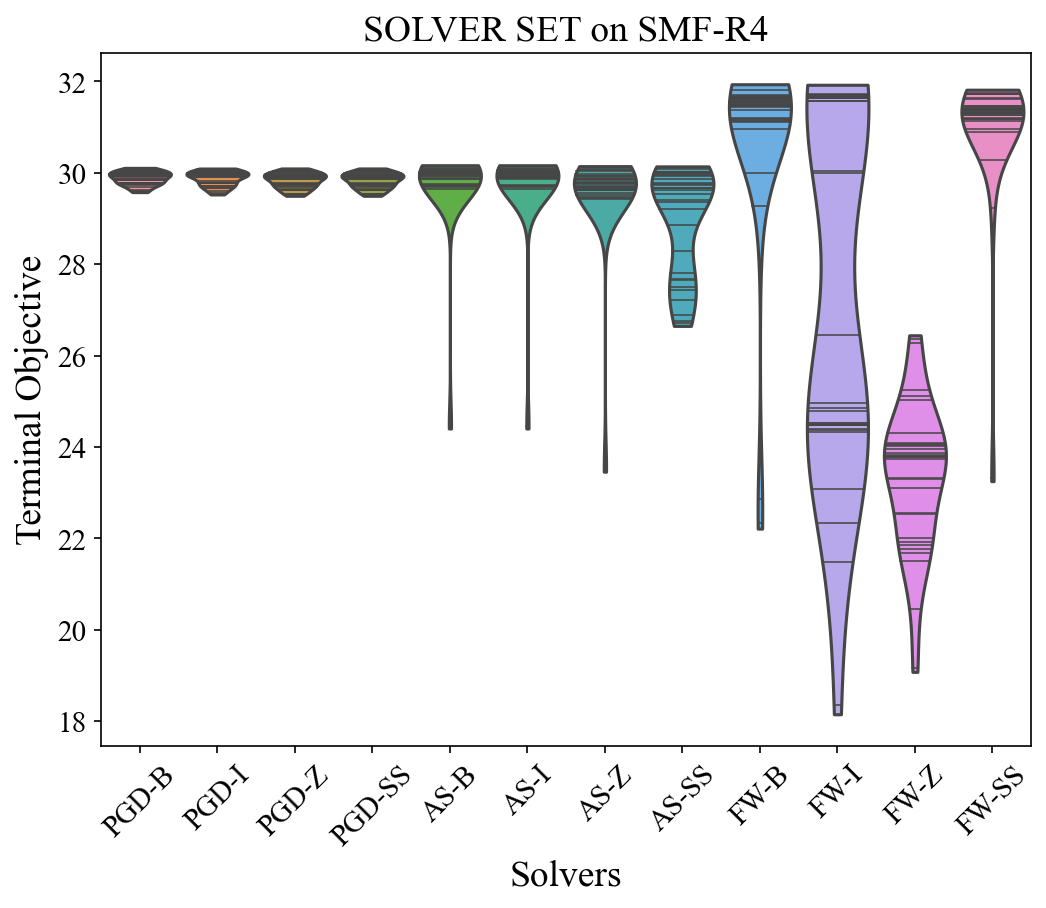 SOLVER SET on SMF-R4
Terminal Objective
32
30
28
26
24
22
20
18
PGD-B
PGD-I
PGD-Z
PGD-SS
AS-B
AS-I
AS-Z
AS-SS
FW-B
FW-I
FW-Z
FW-SS
Solvers